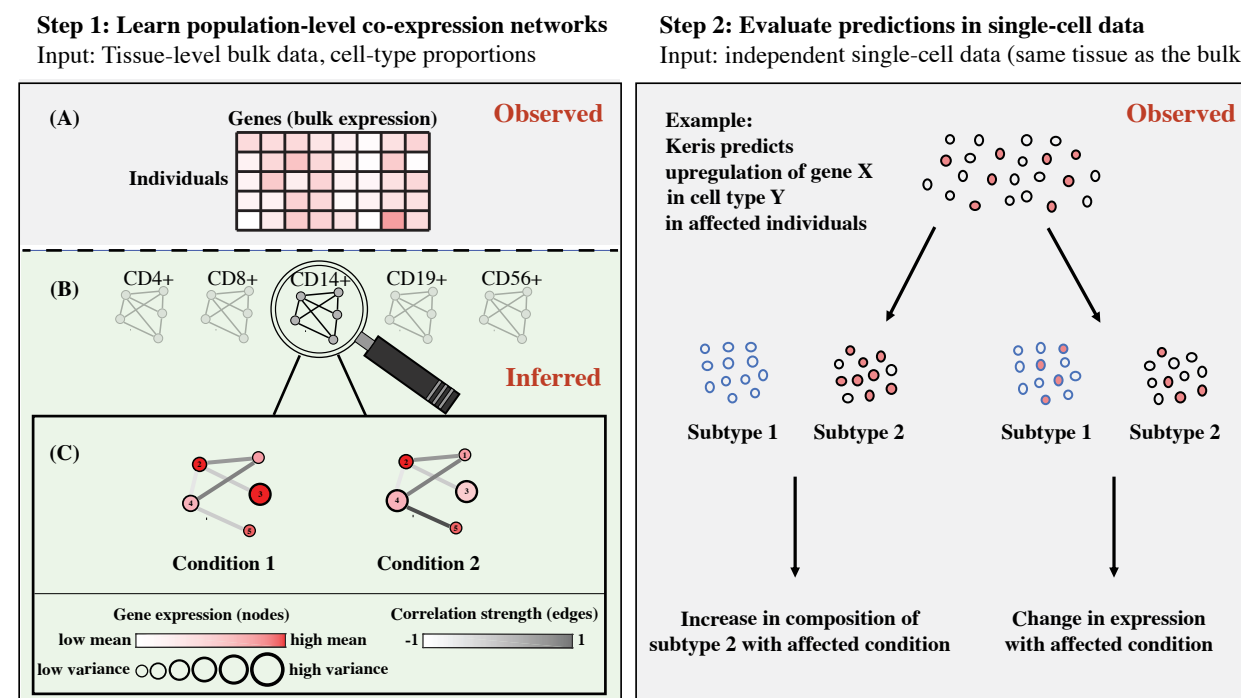 Step 1: Learn population-level co-expression networks
Input: Tissue-level bulk data, cell-type proportions
(A)
Genes (bulk expression)
Observed
Individuals
(B)
CD4+
CD8+
CD14+
CD19+
CD56+
Inferred
(C)
2
3
4
5
Condition 1
1
2
3
4
5
Condition 2
Gene expression (nodes)
low mean
high mean
low variance
high variance
Correlation strength (edges)
-1
1
Step 2: Evaluate predictions in single-cell data
Input: independent single-cell data (same tissue as the bulk
Observed
Example:
Keris predicts
upregulation of gene X
in cell type Y
in affected individuals
Subtype 1
Subtype 2
Subtype 1
Subtype 2
Increase in composition of
subtype 2 with affected condition
Change in expression
with affected condition